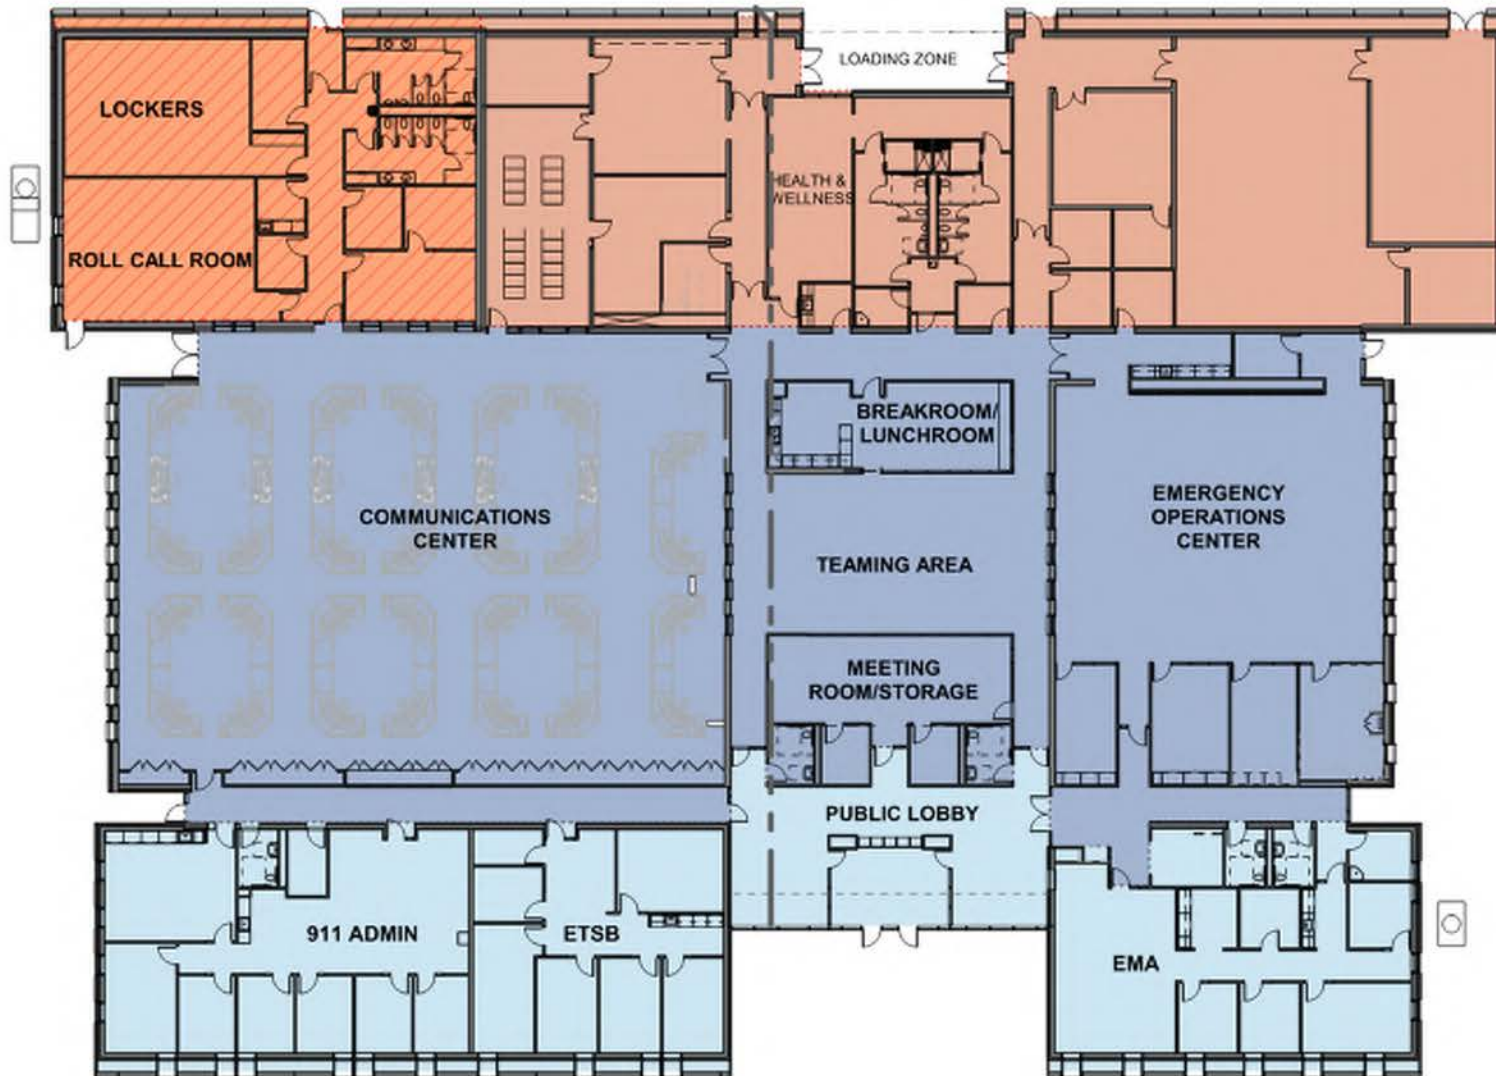 LOADING ZONE
LOCKERS
HEALTH &
WELLNESS
ROLL CALL ROOM
BREAKROOM/
LUNCHROOM
COMMUNICATIONS
CENTER
EMERGENCY
OPERATIONS
CENTER
TEAMING AREA
MEETING
ROOM/STORAGE
PUBLIC LOBBY
911 ADMIN
ETSB
EMA